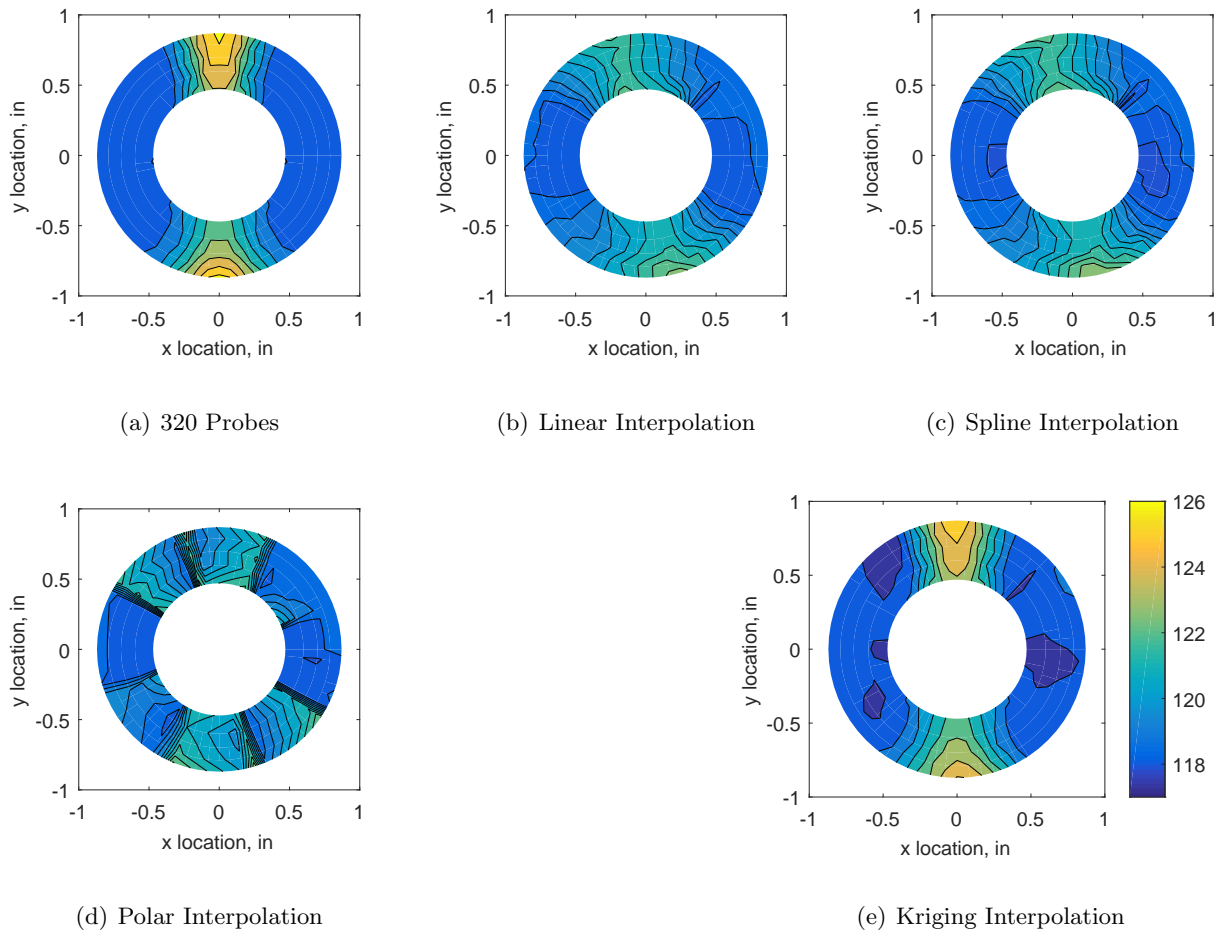 1
0.5
0
-0.5
-1
y location, in
-1 -0.5 0 0.5 1
x location, in
(a) 320 Probes
1
0.5
0
-0.5
-1
y location, in
-1 -0.5 0 0.5 1
x location, in
(b) Linear Interpolation
1
0.5
0
-0.5
-1
y location, in
-1 -0.5 0 0.5 1
x location, in
(c) Spline Interpolation
1
0.5
0
-0.5
-1
y location, in
-1 -0.5 0 0.5 1
x location, in
(d) Polar Interpolation
1
0.5
0
-0.5
-1
y location, in
-1 -0.5 0 0.5 1
x location, in
126
124
122
120
118
(e) Kriging Interpolation